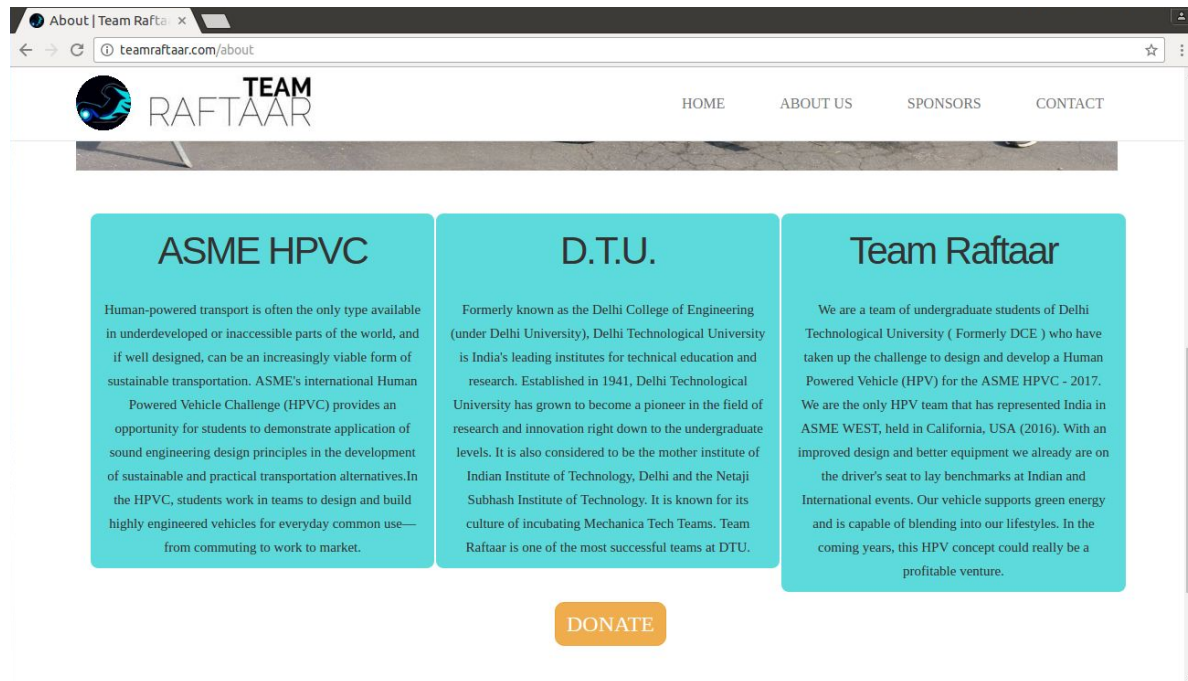 About | Team Rafta
teamraftaar.com/about
TEAM
RAFTAAR
HOME
ABOUT US
SPONSORS
CONTACT
ASME HPVC
Human-powered transport is often the only type available
in underdeveloped or inaccessible parts of the world, and
if well designed, can be an increasingly viable form of
sustainable transportation. ASME's international Human
Powered Vehicle Challenge (HPVC) provides an
opportunity for students to demonstrate application of
sound engineering design principles in the development
of sustainable and practical transportation alternatives.In
the HPVC, students work in teams to design and build
highly engineered vehicles for everyday common use—
from commuting to work to market.
D.T.U.
Formerly known as the Delhi College of Engineering
(under Delhi University), Delhi Technological University
is India's leading institutes for technical education and
research. Established in 1941, Delhi Technological
University has grown to become a pioneer in the field of
research and innovation right down to the undergraduate
levels. It is also considered to be the mother institute of
Indian Institute of Technology, Delhi and the Netaji
Subhash Institute of Technology. It is known for its
culture of incubating Mechanica Tech Teams. Team
Raftaar is one of the most successful teams at DTU.
Team Raftaar
We are a team of undergraduate students of Delhi
Technological University ( Formerly DCE ) who have
taken up the challenge to design and develop a Human
Powered Vehicle (HPV) for the ASME HPVC - 2017.
We are the only HPV team that has represented India in
ASME WEST, held in California, USA (2016). With an
improved design and better equipment we already are on
the driver's seat to lay benchmarks at Indian and
International events. Our vehicle supports green energy
and is capable of blending into our lifestyles. In the
coming years, this HPV concept could really be a
profitable venture.
DONATE